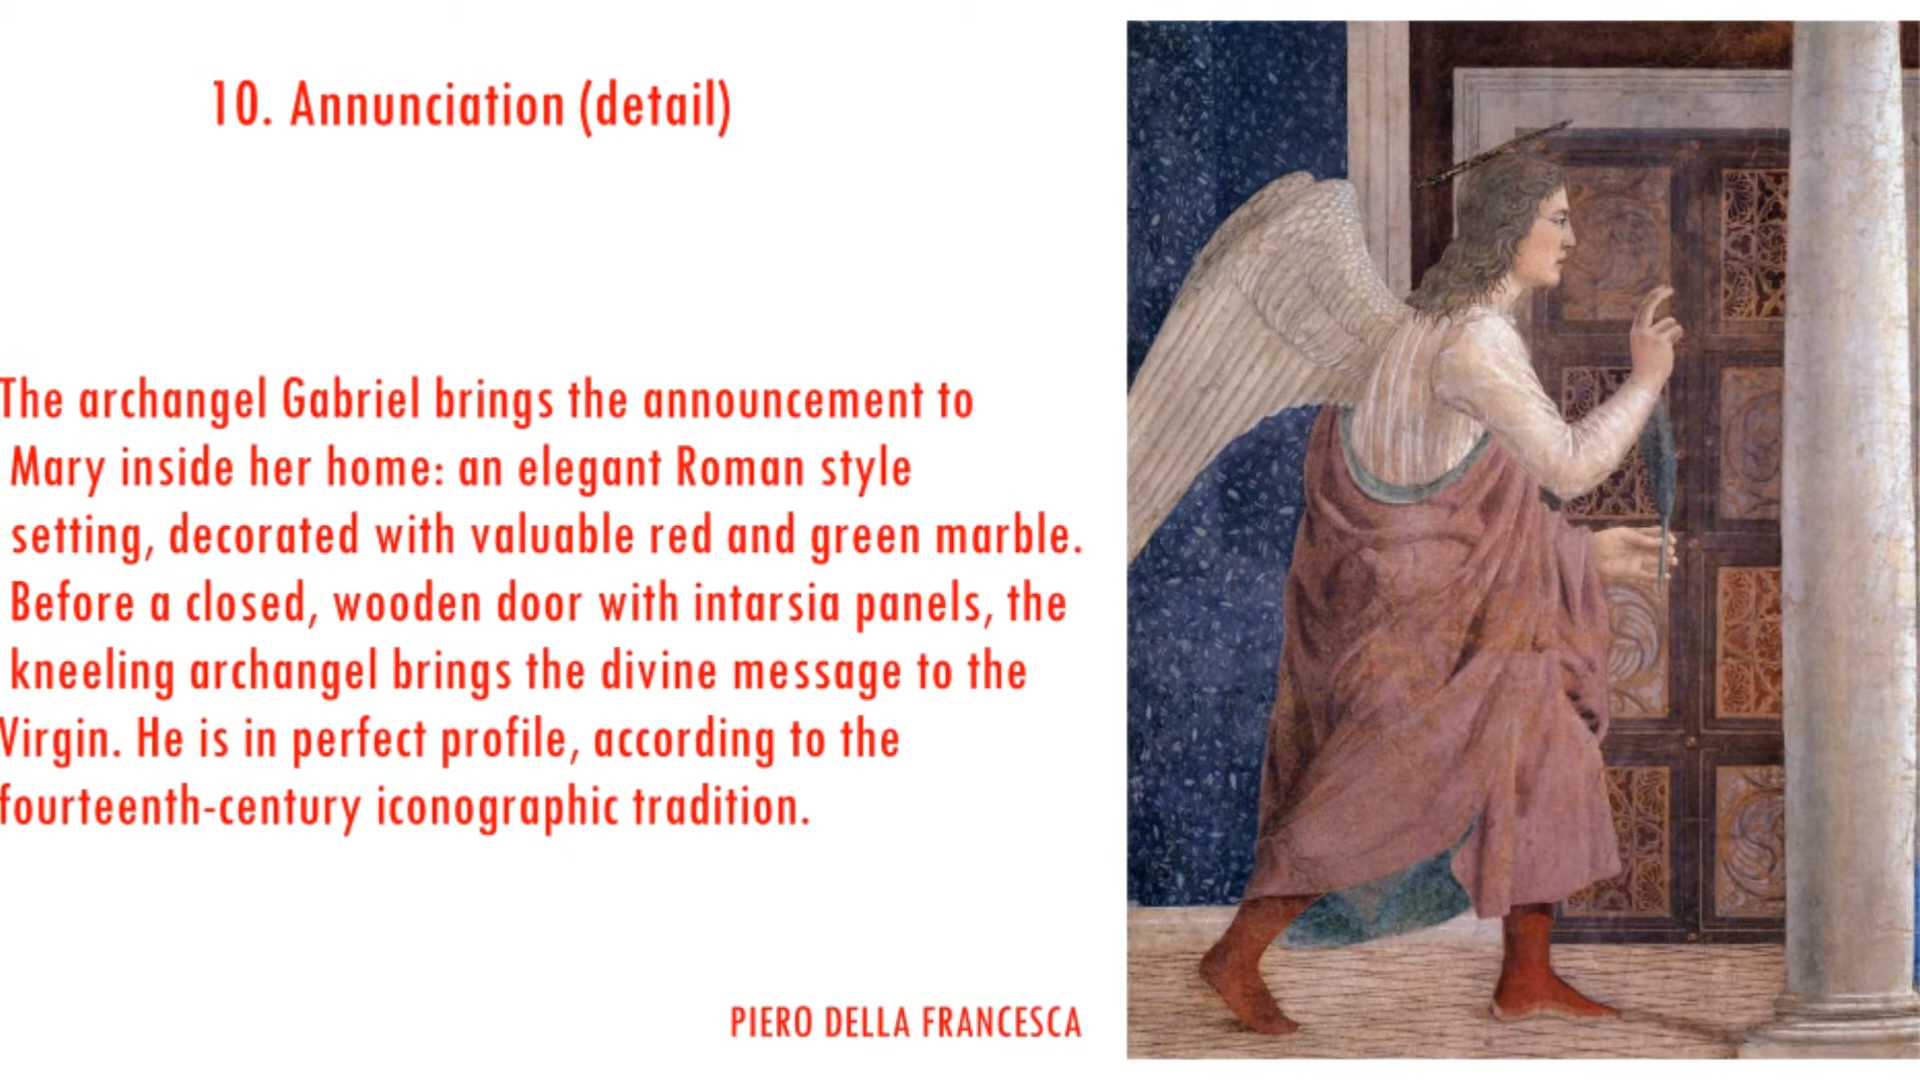 10. Annunciation (detail)
The archangel Gabriel brings the announcement to
Mary inside her home: an elegant Roman style
setting, decorated with valuable red and green marble.
Before a closed, wooden door with intarsia panels, the
kneeling archangel brings the divine message to the
Virgin. He is in perfect profile, according to the
fourteenth-century iconographic tradition.
PIERO DELLA FRANCESCA